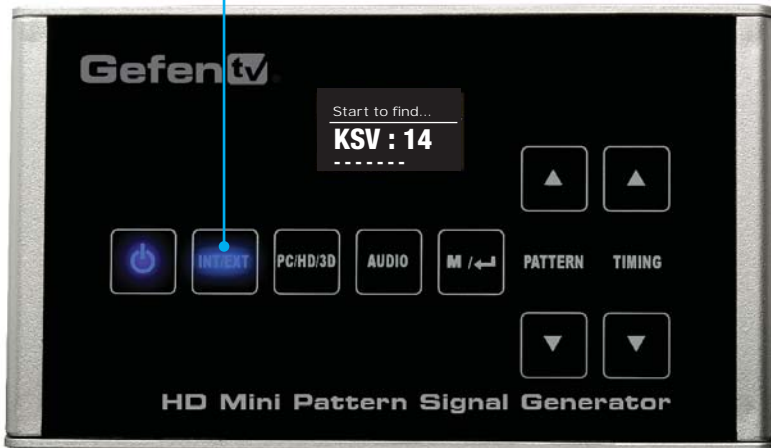 Gefen tv
Start to find...
KSV : 14
- - - - - - -
INT/EXT PC/HD/3D AUDIO M /↵ PATTERN TIMING
HD Mini Pattern Signal Generator